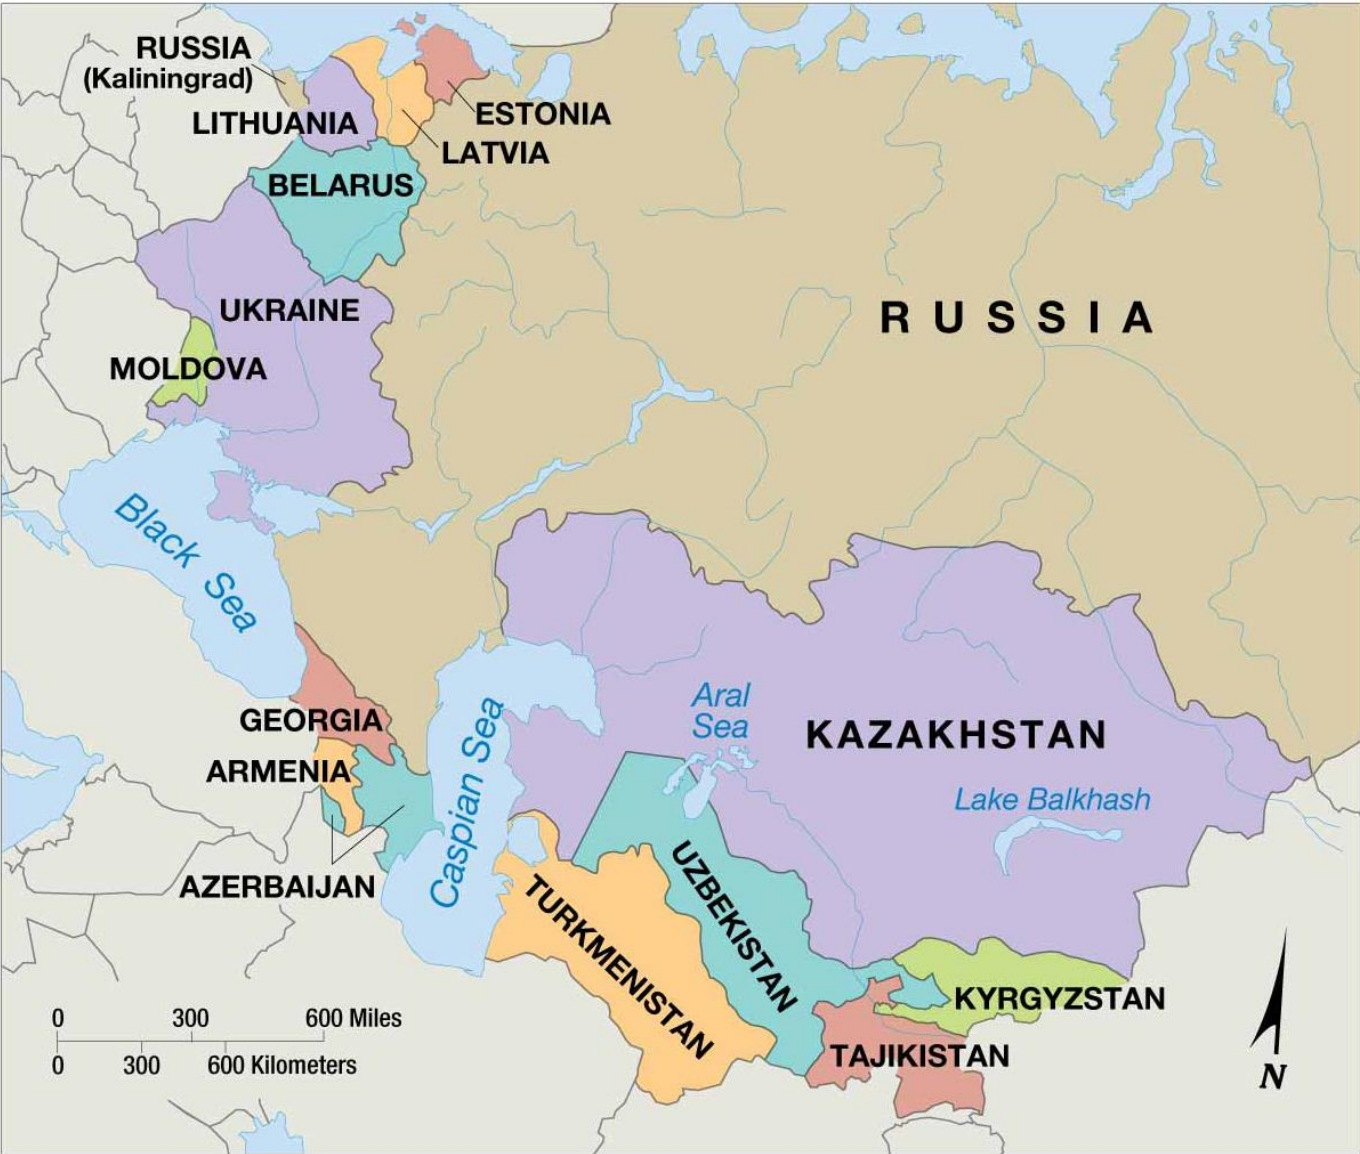 RUSSIA
(Kaliningrad)
LITHUANIA
ESTONIA
LATVIA
BELARUS
UKRAINE
RUSSIA
MOLDOVA
Black Sea
GEORGIA
ARMENIA
AZERBAIJAN
Caspian Sea
Aral
Sea
KAZAKHSTAN
Lake Balkhash
UZBEKISTAN
TURKMENISTAN
KYRGYZSTAN
TAJIKISTAN
0 300 600 Miles
0 300 600 Kilometers
N